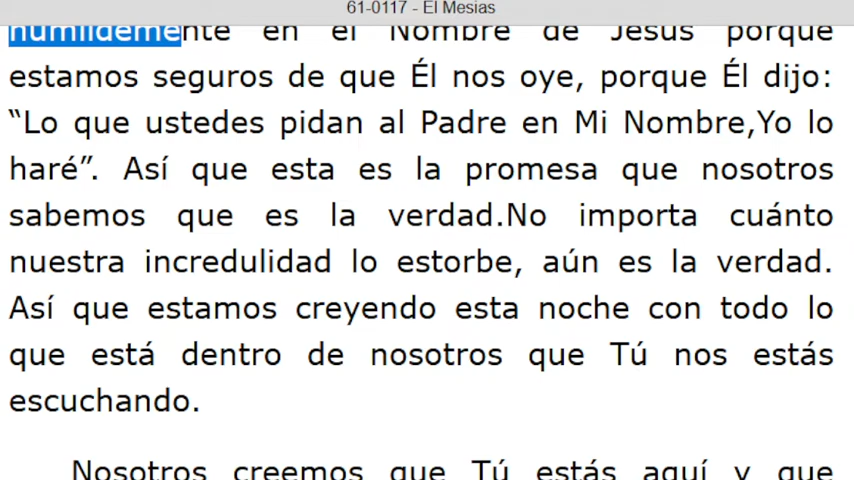 61-0117 - El Mesias
humildemente en el Nombre de Jesús porque
estamos seguros de que Él nos oye, porque Él dijo:
“Lo que ustedes pidan al Padre en Mi Nombre,Yo lo
haré”. Así que esta es la promesa que nosotros
sabemos que es la verdad.No importa cuánto
nuestra incredulidad lo estorbe, aún es la verdad.
Así que estamos creyendo esta noche con todo lo
que está dentro de nosotros que Tú nos estás
escuchando.
Nosotros creemos que Tú estás aquí y que